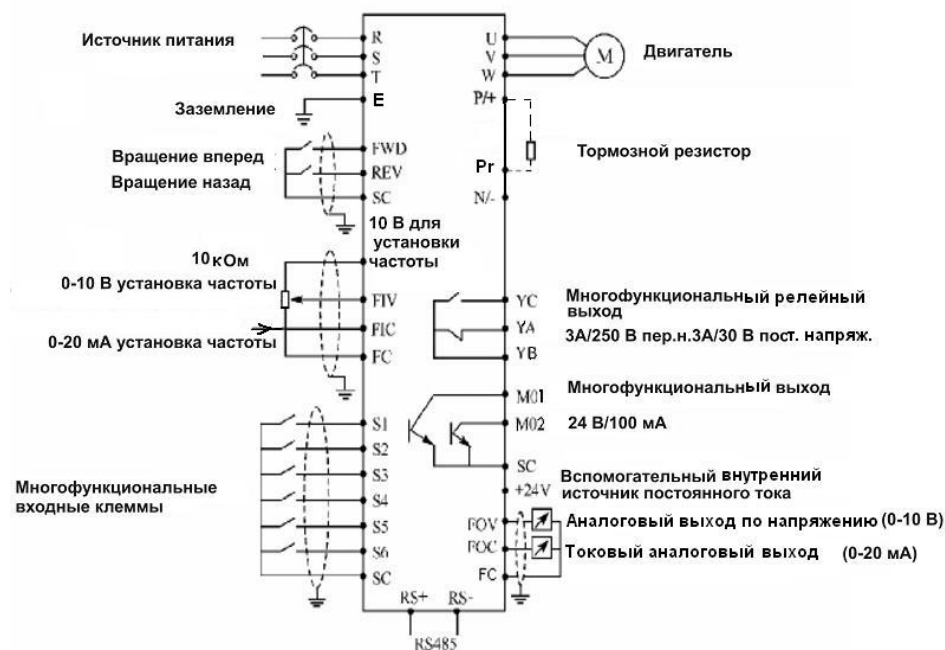 Источник питания
R
S
T
E
Заземление
Вращение вперед
FWD
Вращение назад
REV
SC
10 В для
установки
частоты
10кОм
0-10 В установка частоты
FIV
0-20 мА установка частоты
FIC
FC
Многофункциональные
входные клеммы
S1
S2
S3
S4
S5
S6
SC
RS+ RS-
RS485
U
V
W
M
Двигатель
P/+
Pr
Тормозной резистор
N/-
YC
YA
YB
Многофункциональный релейный
выход
3А/250 В пер.н.3А/30 В пост. напряж.
M01
Многофункциональный выход
M02
24 В/100 мА
SC
+24V
Вспомогательный внутренний
источник постоянного тока
FOV
Аналоговый выход по напряжению (0-10 В)
FOC
Токовый аналоговый выход (0-20 мА)
FC